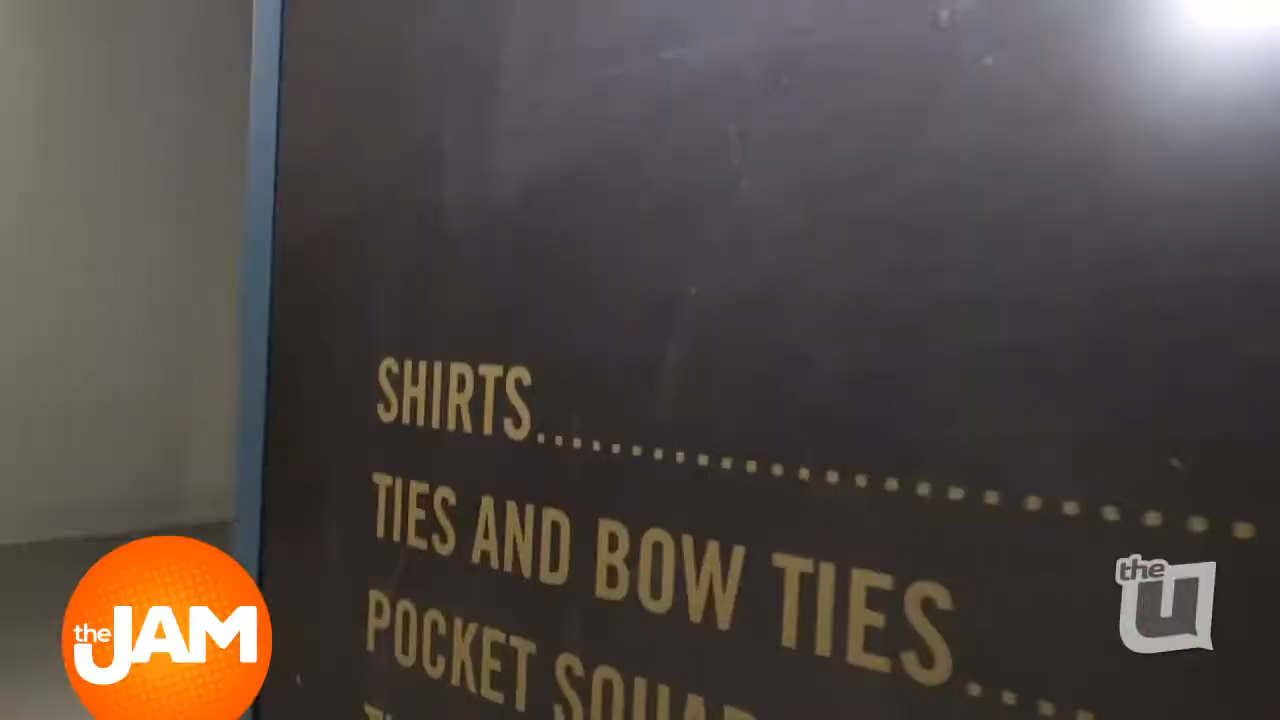 SHIRTS....................
TIES AND BOW TIES....
POCKET
the JAM
the U